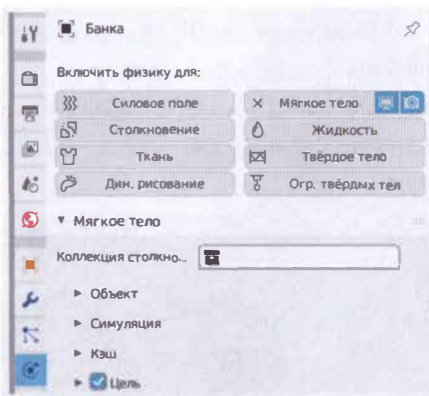 Банка
Включить физику для:
Силовое поле
Мягкое тело
Столкновение
Жидкость
Ткань
Твёрдое тело
Дин. рисование
Огр. твёрдых тел
Мягкое тело
Коллекция столкно...
Объект
Симуляция
Кэш
Цель